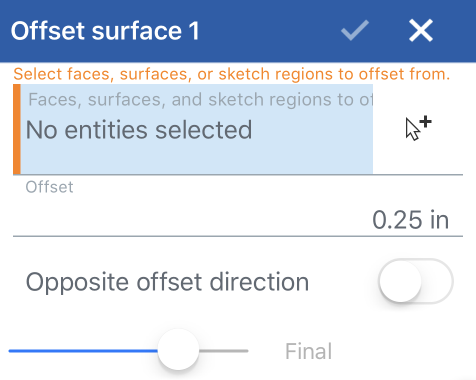 Offset surface 1
Select faces, surfaces, or sketch regions to offset from.
Faces, surfaces, and sketch regions to of
No entities selected
Offset
0.25 in
Opposite offset direction
Final